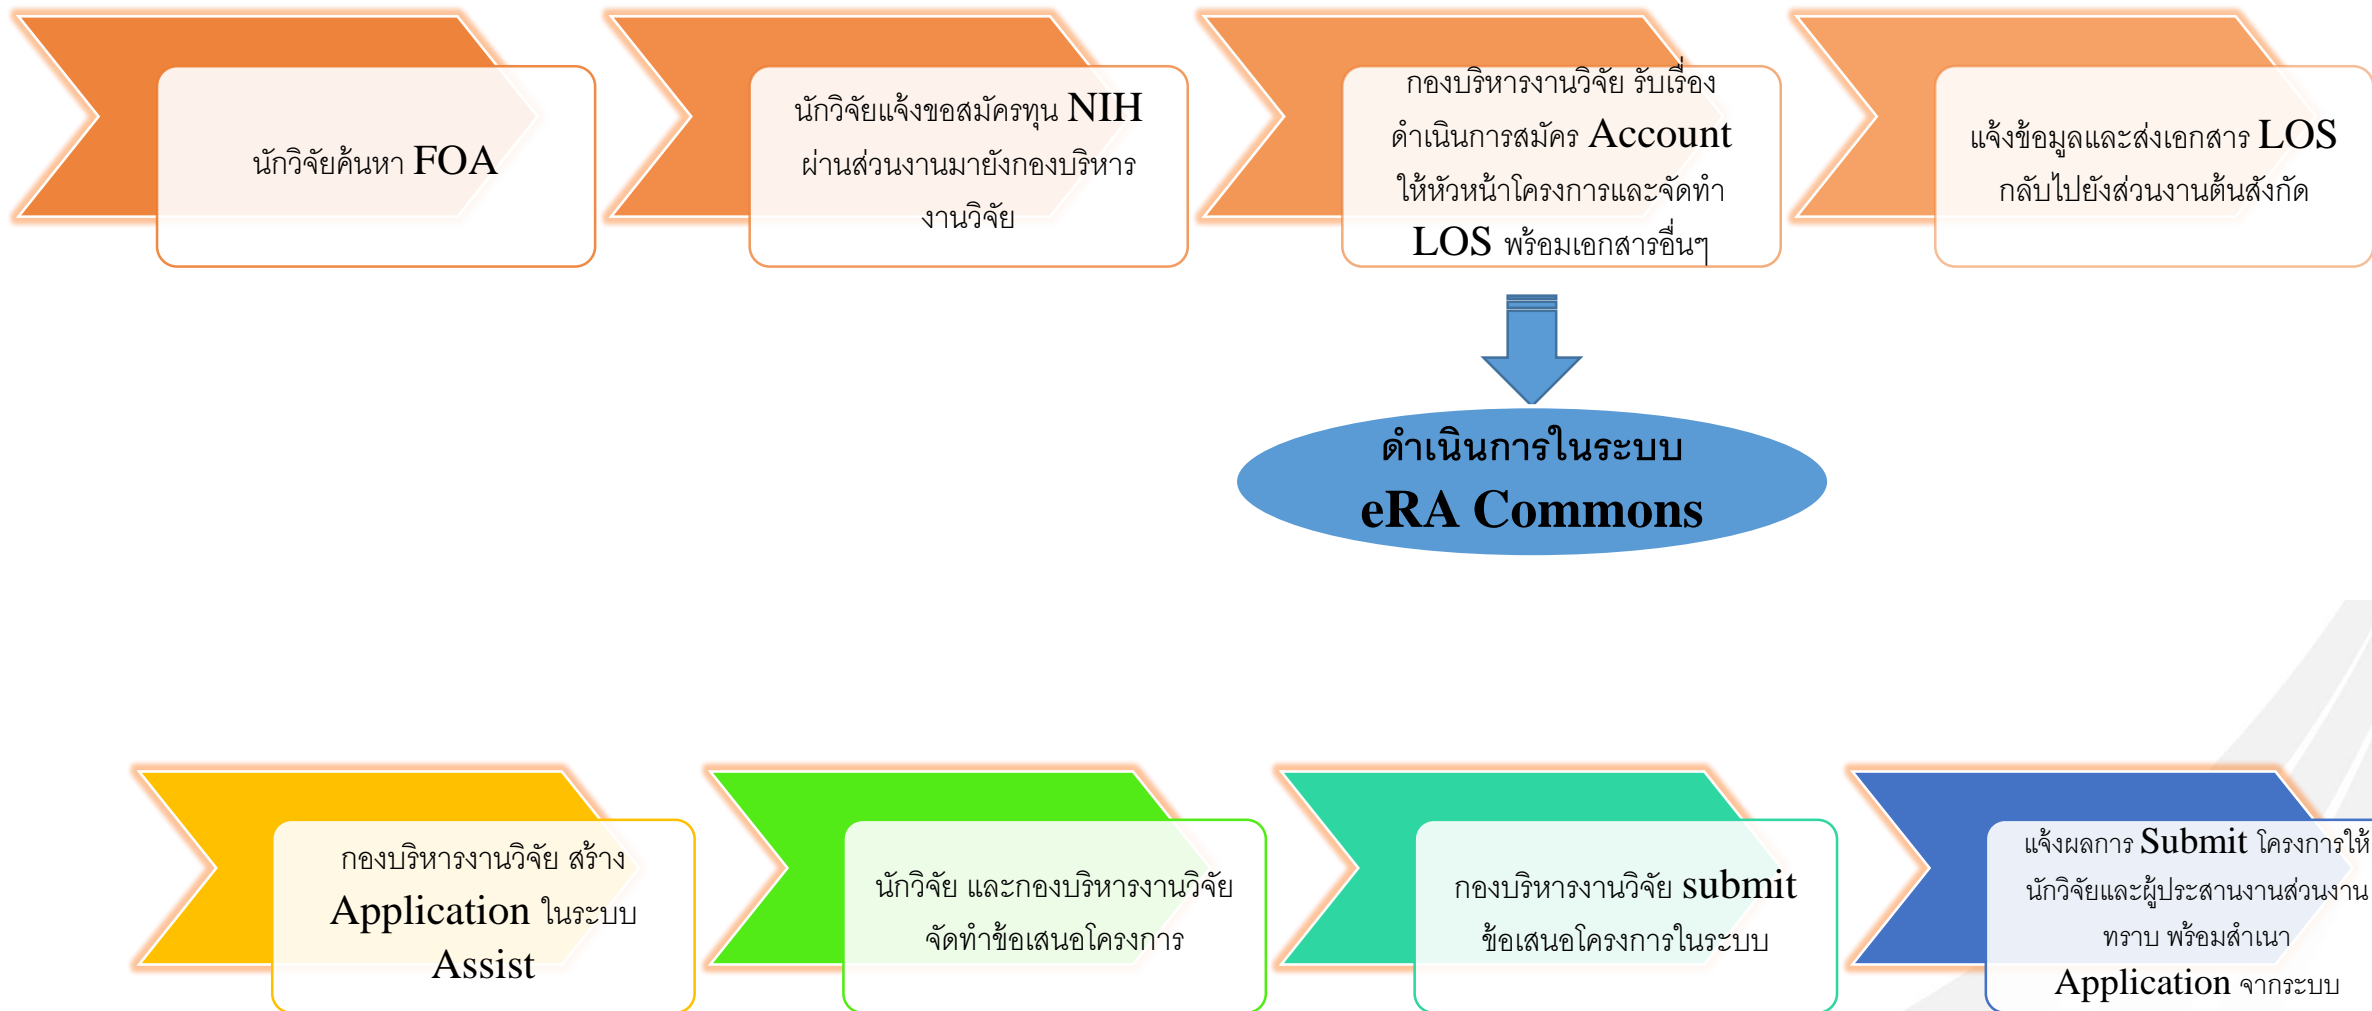 นักวิจัยค้นหา FOA
นักวิจัยแจ้งขอสมัครทุน NIH
ผ่านส่วนงานมายังกองบริหาร
งานวิจัย
กองบริหารงานวิจัย รับเรื่อง
ดำเนินการสมัคร Account
ให้หัวหน้าโครงการและจัดทำ
LOS พร้อมเอกสารอื่นๆ
แจ้งข้อมูลและส่งเอกสาร LOS
กลับไปยังส่วนงานต้นสังกัด
ดำเนินการในระบบ
eRA Commons
กองบริหารงานวิจัย สร้าง
Application ในระบบ
Assist
นักวิจัย และกองบริหารงานวิจัย
จัดทำข้อเสนอโครงการ
กองบริหารงานวิจัย submit
ข้อเสนอโครงการในระบบ
แจ้งผลการ Submit โครงการให้
นักวิจัยและผู้ประสานงานส่วนงาน
ทราบ พร้อมสำเนา
Application จากระบบ